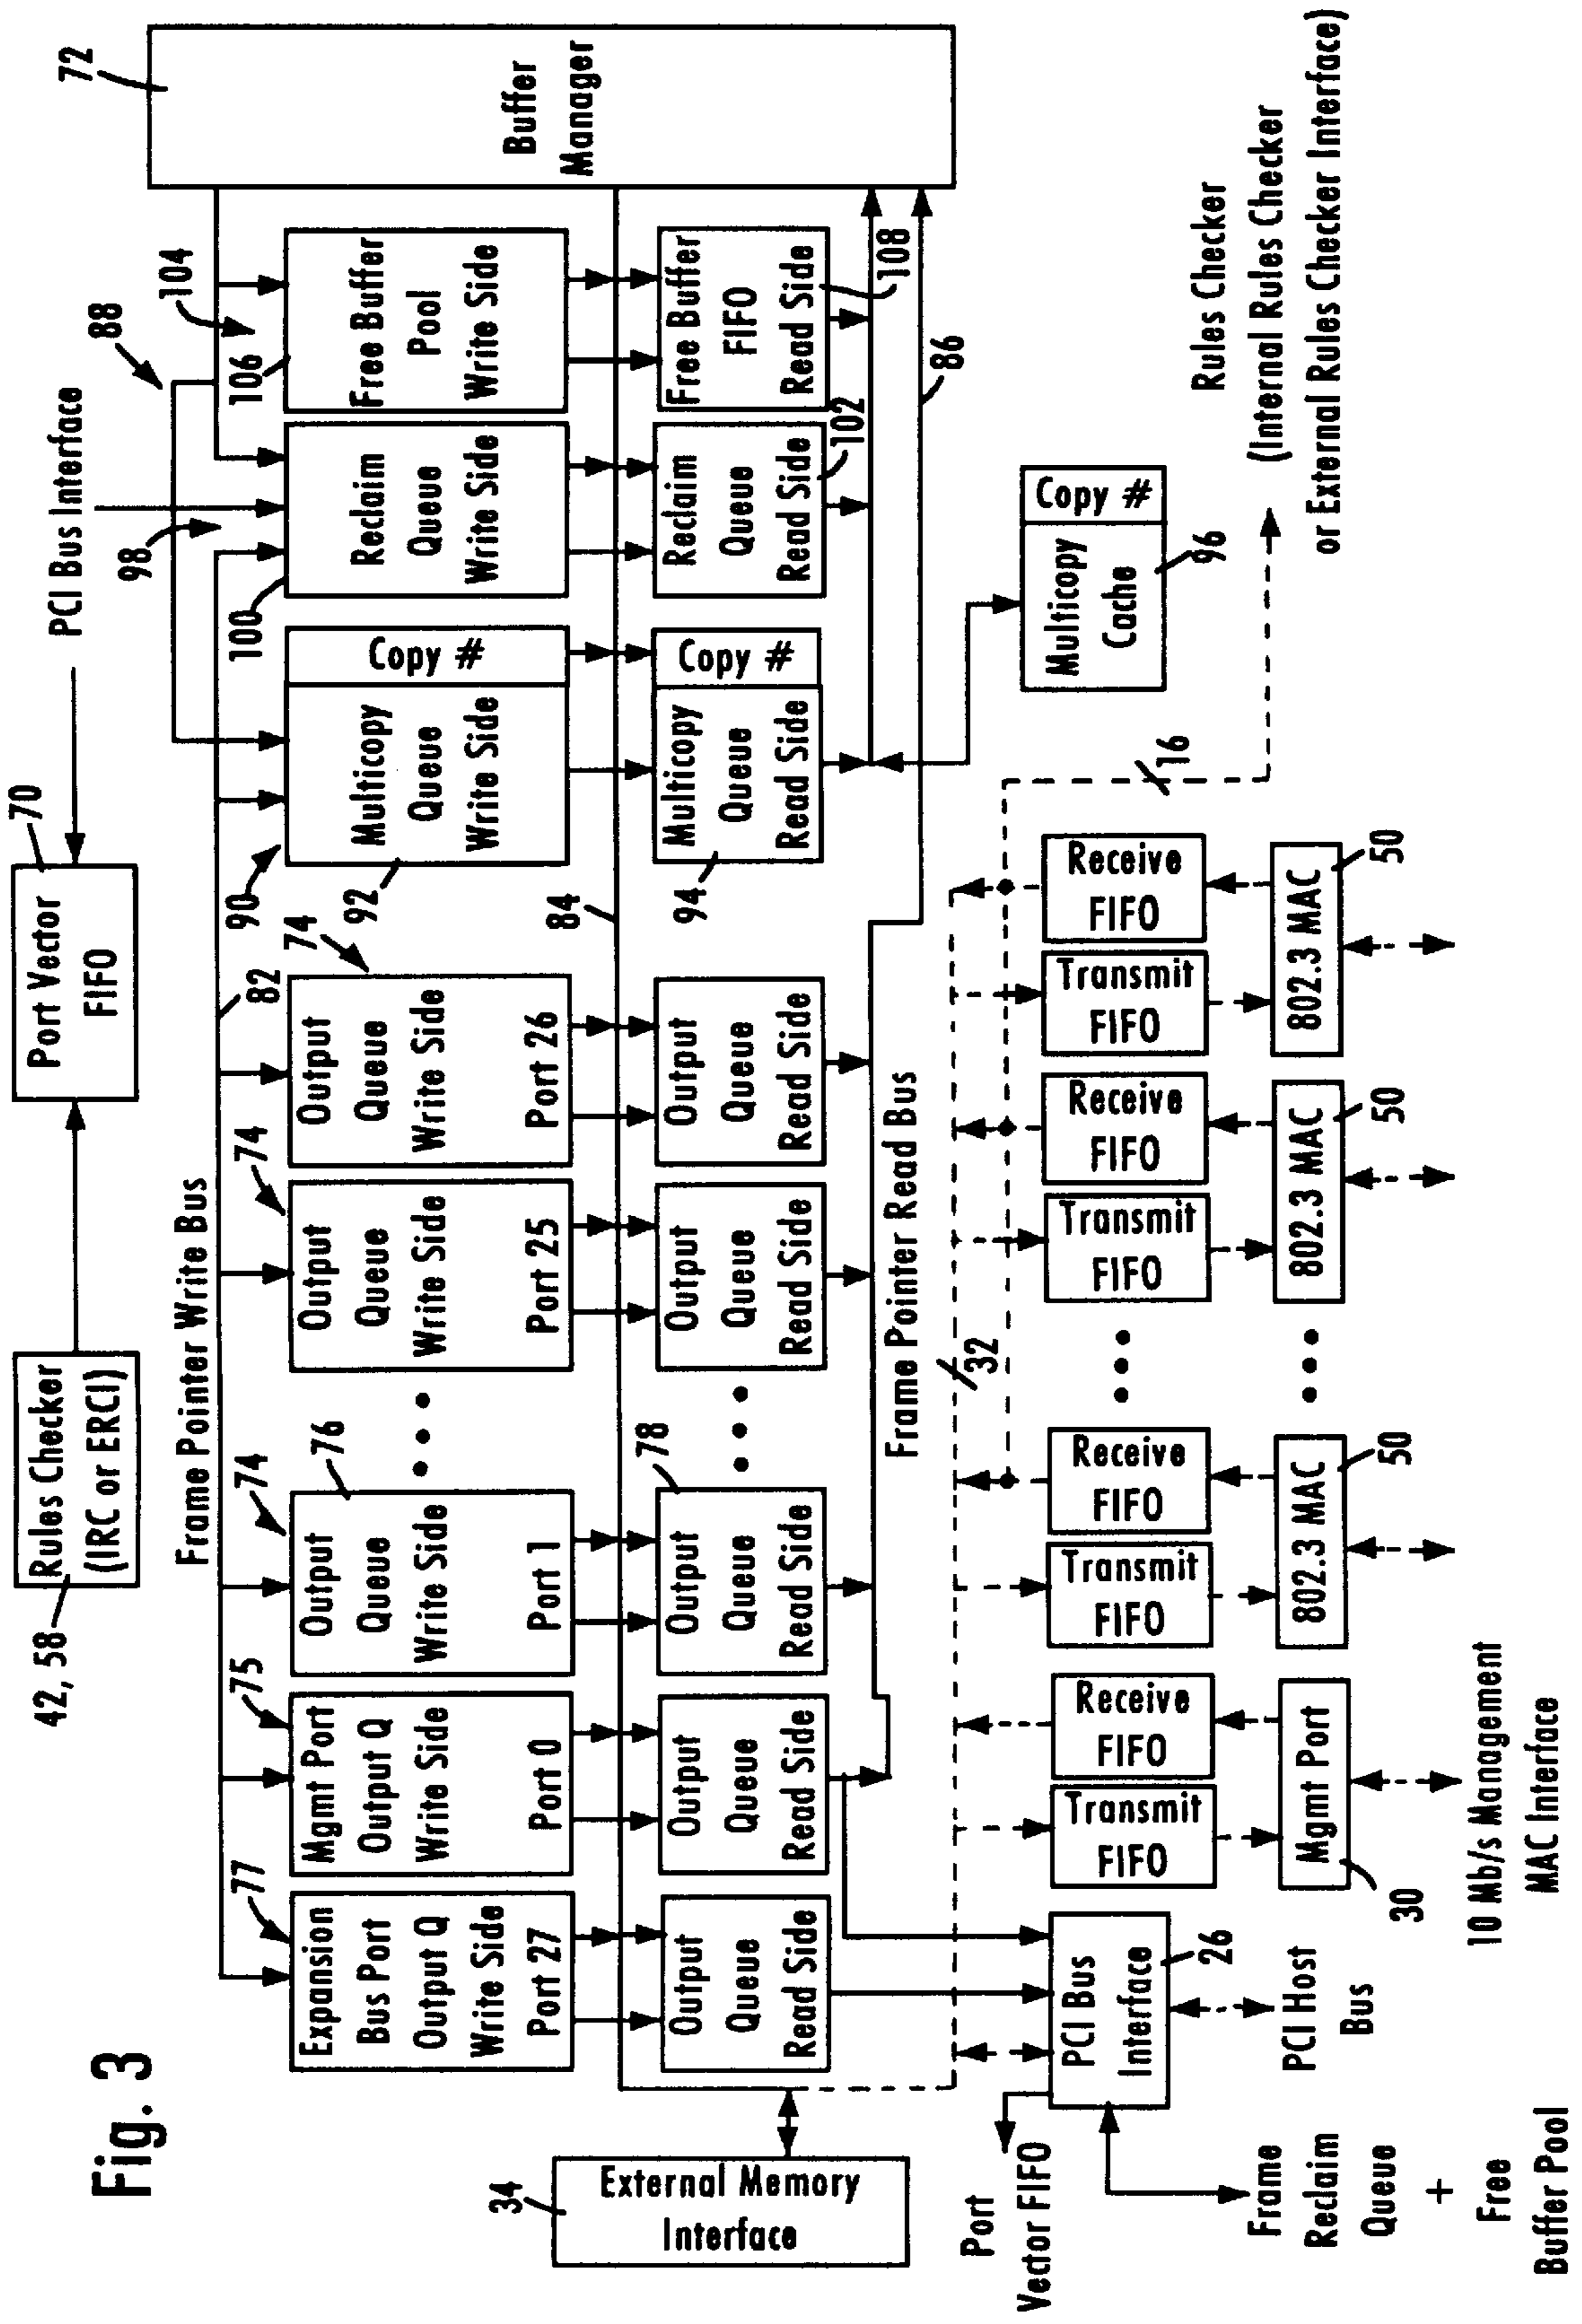 Fig. 3
42, 58
Rules Checker
(IRC or ERCI)
Port Vector
FIFO
70
PCI Bus Interface
88
72
Buffer
Manager
Frame Pointer Write Bus
82
77
Expansion
Bus Port
Output Q
Write Side
Port 27
75
Mgmt Port
Output Q
Write Side
Port 0
74
76
Output
Queue
Write Side
Port 1
74
Output
Queue
Write Side
Port 25
74
Output
Queue
Write Side
Port 26
90
92
Multicopy
Queue
Write Side
Copy #
98
100
Reclaim
Queue
Write Side
104
106
Free Buffer
Pool
Write Side
84
Output
Queue
Read Side
Output
Queue
Read Side
78
Output
Queue
Read Side
Output
Queue
Read Side
Output
Queue
Read Side
94
Multicopy
Queue
Read Side
Copy #
Reclaim
Queue
Read Side
102
Free Buffer
FIFO
Read Side
108
Frame Pointer Read Bus
86
34
External Memory
Interface
32
16
Multicopy
Cache
Copy #
96
Rules Checker
(Internal Rules Checker
or External Rules Checker Interface)
Port
Vector FIFO
PCI Bus
Interface
26
PCI Host
Bus
Frame
Reclaim
Queue
+
Free
Buffer Pool
Transmit
FIFO
Receive
FIFO
Mgmt Port
30
10 Mb/s Management
MAC Interface
Transmit
FIFO
Receive
FIFO
802.3 MAC
50
Transmit
FIFO
Receive
FIFO
802.3 MAC
50
Transmit
FIFO
Receive
FIFO
802.3 MAC
50